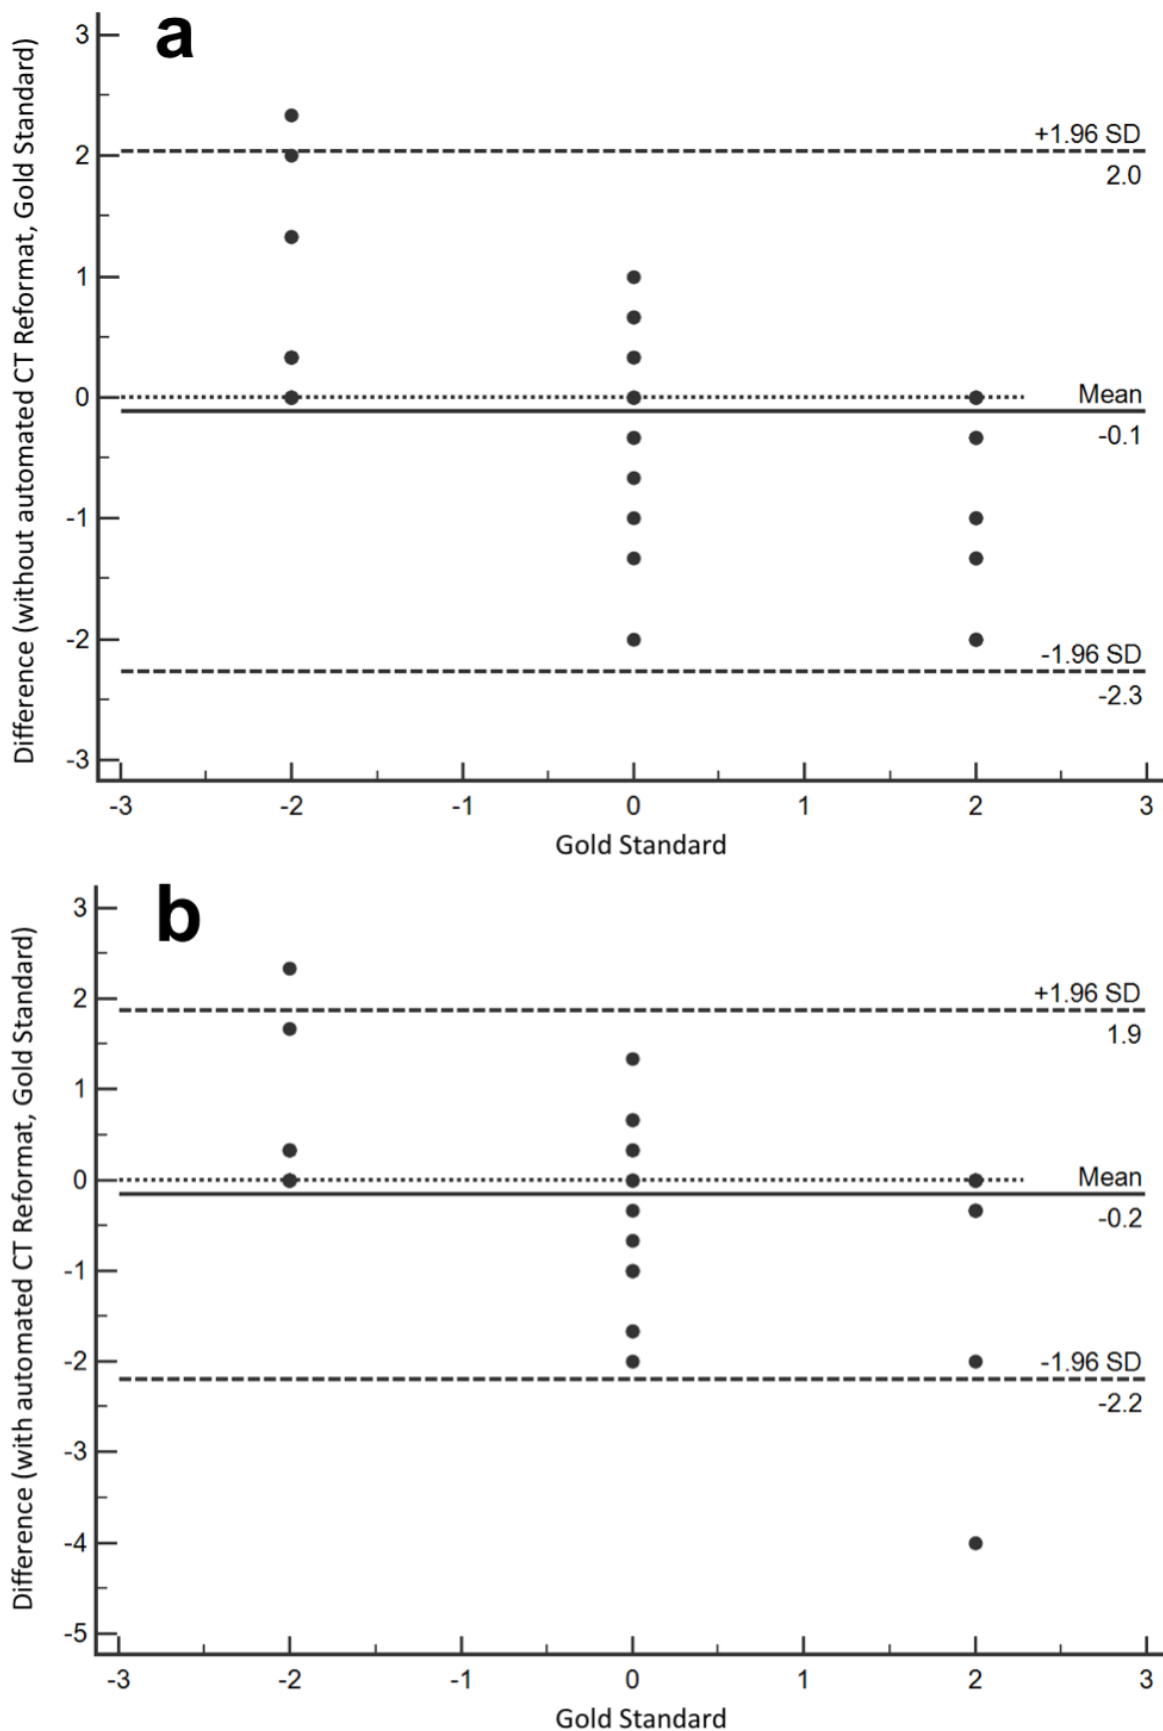 a
Difference (without automated CT Reformat, Gold Standard)
3
2
1
0
-1
-2
-3
+1.96 SD
2.0
Mean
-0.1
-1.96 SD
-2.3
-3 -2 -1 0 1 2 3
Gold Standard
b
Difference (with automated CT Reformat, Gold Standard)
3
2
1
0
-1
-2
-3
-4
-5
+1.96 SD
1.9
Mean
-0.2
-1.96 SD
-2.2
-3 -2 -1 0 1 2 3
Gold Standard